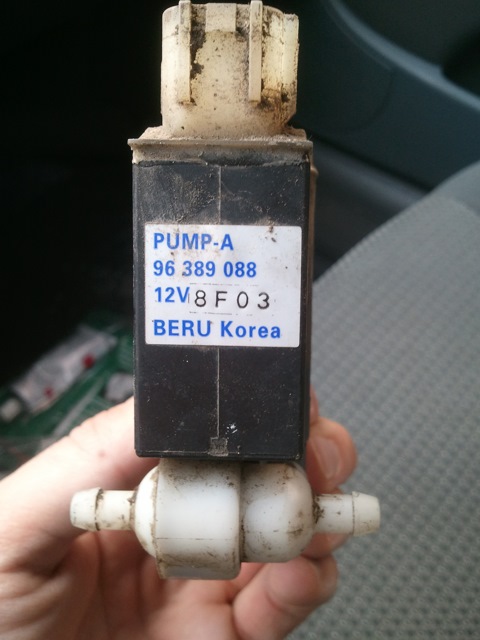 PUMP-A
96 389 088
12V 8F03
BERU Korea